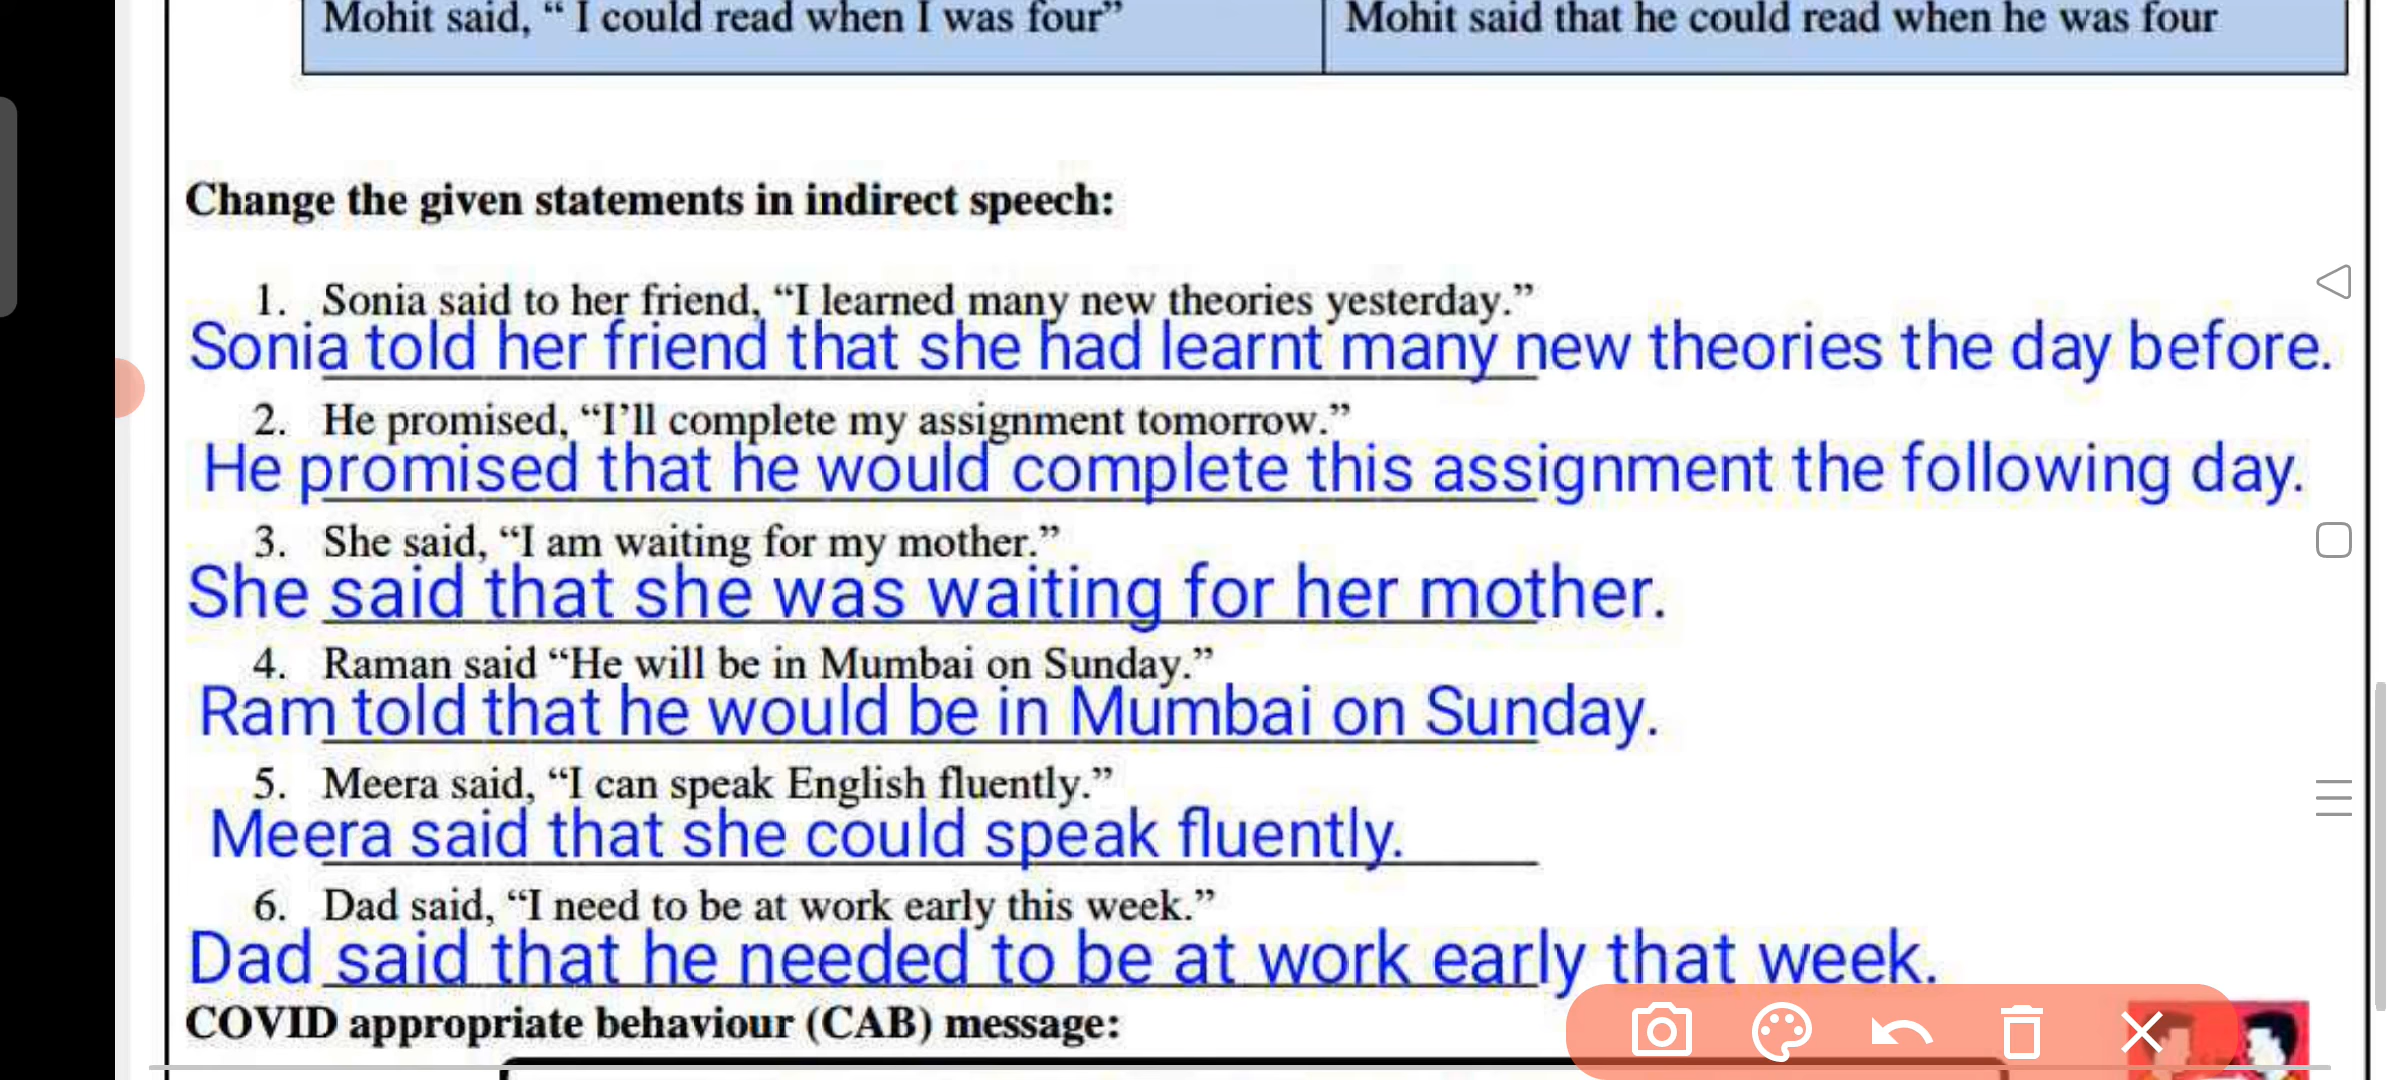 Mohit said, “ I could read when I was four”
Mohit said that he could read when he was four
Change the given statements in indirect speech:
1. Sonia said to her friend, “I learned many new theories yesterday.”
Sonia told her friend that she had learnt many new theories the day before.
2. He promised, “I’ll complete my assignment tomorrow.”
He promised that he would complete this assignment the following day.
3. She said, “I am waiting for my mother.”
She said that she was waiting for her mother.
4. Raman said “He will be in Mumbai on Sunday.”
Ram told that he would be in Mumbai on Sunday.
5. Meera said, “I can speak English fluently.”
Meera said that she could speak fluently.
6. Dad said, “I need to be at work early this week.”
Dad said that he needed to be at work early that week.
COVID appropriate behaviour (CAB) message: